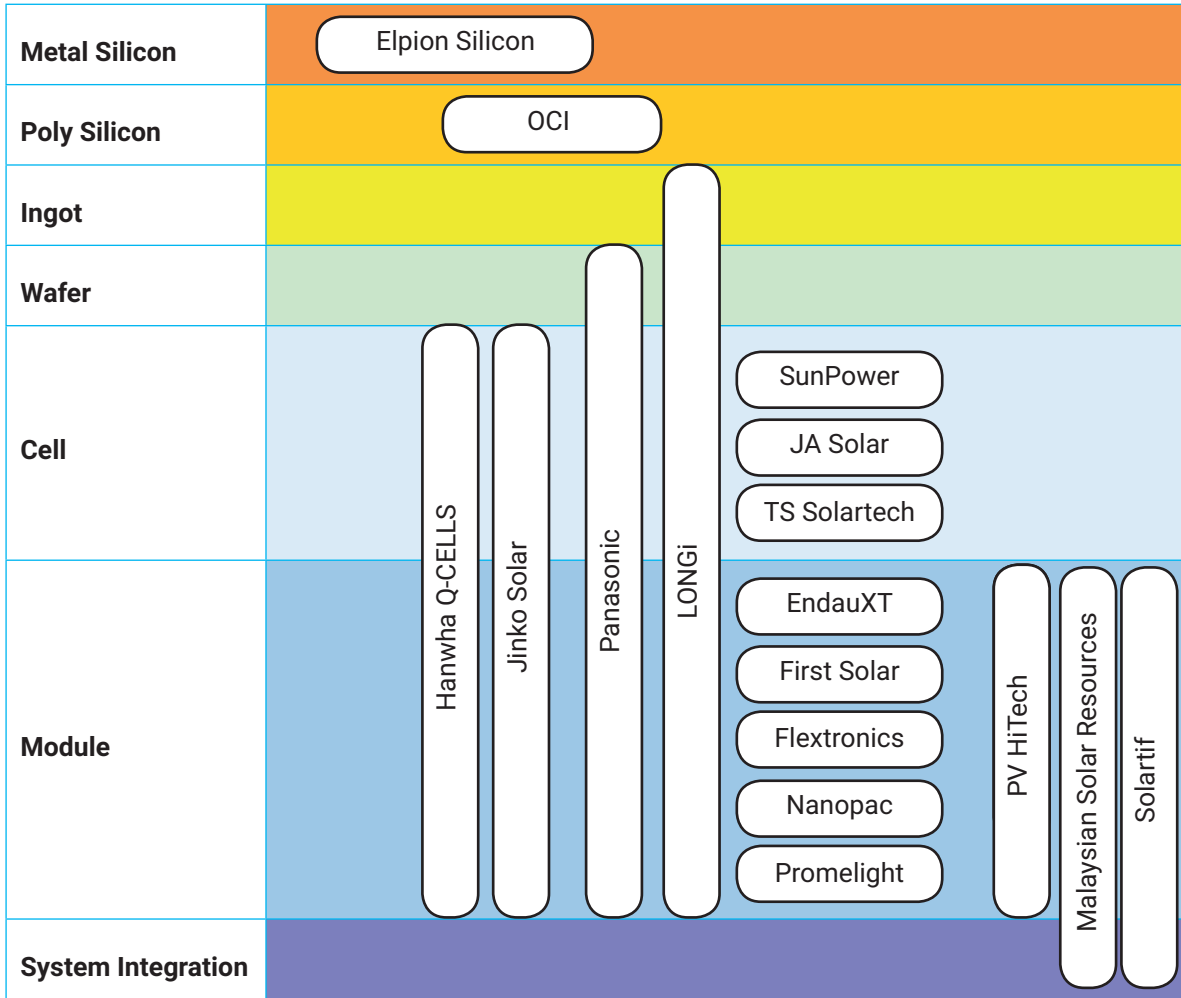 Metal Silicon
Elpion Silicon
Poly Silicon
OCI
Ingot
Wafer
Cell
SunPower
JA Solar
TS Solartech
Hanwha Q-CELLS
Jinko Solar
Panasonic
LONGi
Module
EndauXT
First Solar
Flextronics
Nanopac
Promelight
PV HiTech
Malaysian Solar Resources
Solartif
System Integration